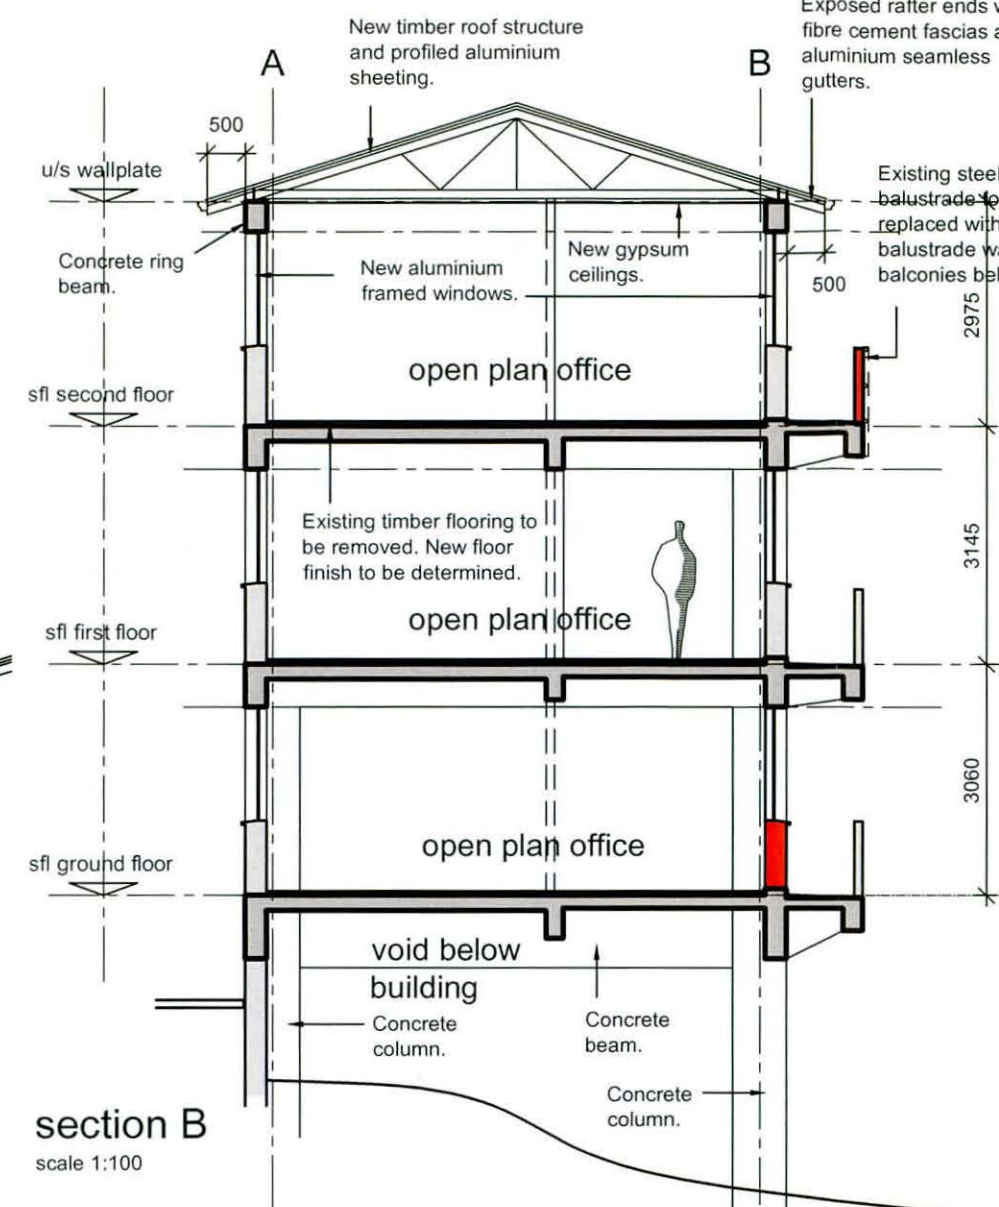 Exposed rafter ends
New timber roof structure
fibre cement fascias
and profiled aluminium
aluminium seamless
sheeting.
gutters.
A
B
500
u/s wallplate
Existing steel
balustrade to
replaced with
balustrade
balconies
Concrete ring
beam.
New aluminium
framed windows.
New gypsum
ceilings.
500
2975
open plan office
sfl second floor
Existing timber flooring to
be removed. New floor
finish to be determined.
3145
open plan office
sfl first floor
3060
open plan office
sfl ground floor
void below
building
Concrete
column.
Concrete
beam.
Concrete
column.
section B
scale 1:100